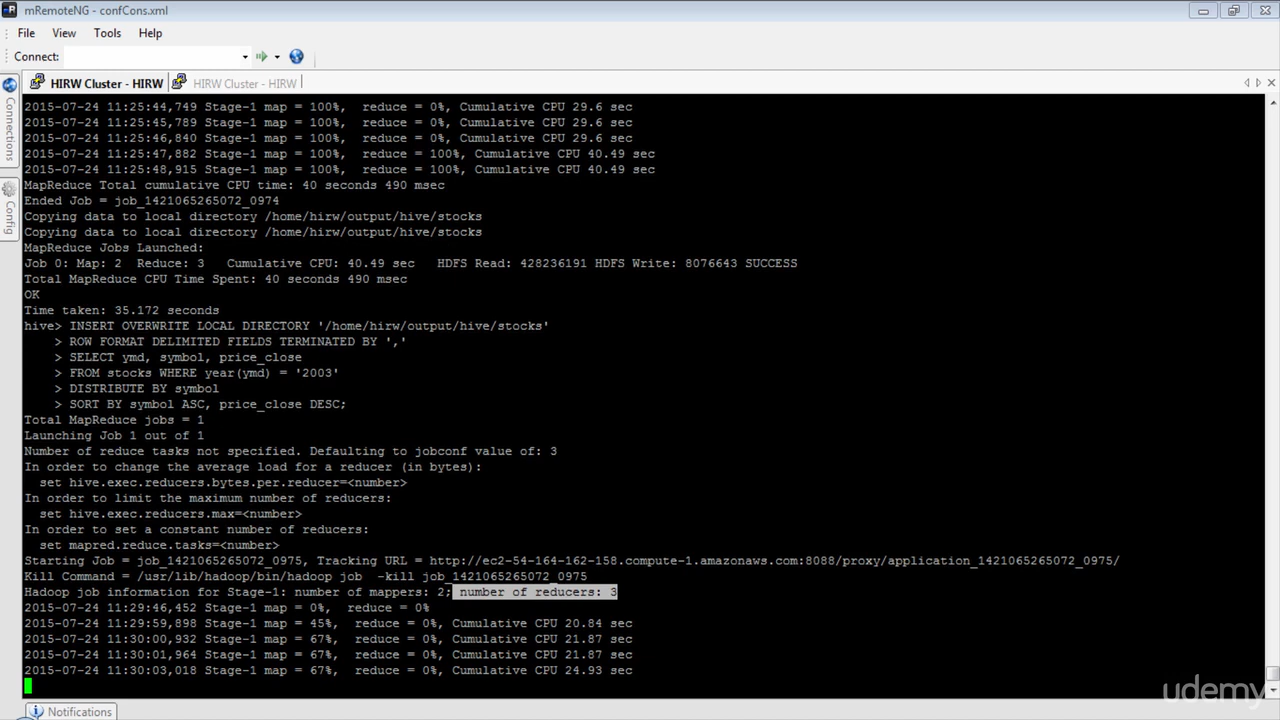 mRemoteNG - confCons.xml
File View Tools Help
Connect:
HIRW Cluster - HIRW HIRW Cluster - HIRW
Connections
Config
2015-07-24 11:25:44,749 Stage-1 map = 100%,  reduce = 0%, Cumulative CPU 29.6 sec
2015-07-24 11:25:45,789 Stage-1 map = 100%,  reduce = 0%, Cumulative CPU 29.6 sec
2015-07-24 11:25:46,840 Stage-1 map = 100%,  reduce = 0%, Cumulative CPU 29.6 sec
2015-07-24 11:25:47,882 Stage-1 map = 100%,  reduce = 100%, Cumulative CPU 40.49 sec
2015-07-24 11:25:48,915 Stage-1 map = 100%,  reduce = 100%, Cumulative CPU 40.49 sec
MapReduce Total cumulative CPU time: 40 seconds 490 msec
Ended Job = job_1421065265072_0974
Copying data to local directory /home/hirw/output/hive/stocks
Copying data to local directory /home/hirw/output/hive/stocks
MapReduce Jobs Launched:
Job 0: Map: 2  Reduce: 3   Cumulative CPU: 40.49 sec   HDFS Read: 428236191 HDFS Write: 8076643 SUCCESS
Total MapReduce CPU Time Spent: 40 seconds 490 msec
OK
Time taken: 35.172 seconds
hive> INSERT OVERWRITE LOCAL DIRECTORY '/home/hirw/output/hive/stocks'
    > ROW FORMAT DELIMITED FIELDS TERMINATED BY ','
    > SELECT ymd, symbol, price_close
    > FROM stocks WHERE year(ymd) = '2003'
    > DISTRIBUTE BY symbol
    > SORT BY symbol ASC, price_close DESC;
Total MapReduce jobs = 1
Launching Job 1 out of 1
Number of reduce tasks not specified. Defaulting to jobconf value of: 3
In order to change the average load for a reducer (in bytes):
  set hive.exec.reducers.bytes.per.reducer=<number>
In order to limit the maximum number of reducers:
  set hive.exec.reducers.max=<number>
In order to set a constant number of reducers:
  set mapred.reduce.tasks=<number>
Starting Job = job_1421065265072_0975, Tracking URL = http://ec2-54-164-162-158.compute-1.amazonaws.com:8088/proxy/application_1421065265072_0975/
Kill Command = /usr/lib/hadoop/bin/hadoop job  -kill job_1421065265072_0975
Hadoop job information for Stage-1: number of mappers: 2; number of reducers: 3
2015-07-24 11:29:46,452 Stage-1 map = 0%,  reduce = 0%
2015-07-24 11:29:59,898 Stage-1 map = 45%,  reduce = 0%, Cumulative CPU 20.84 sec
2015-07-24 11:30:00,932 Stage-1 map = 67%,  reduce = 0%, Cumulative CPU 21.87 sec
2015-07-24 11:30:01,964 Stage-1 map = 67%,  reduce = 0%, Cumulative CPU 21.87 sec
2015-07-24 11:30:03,018 Stage-1 map = 67%,  reduce = 0%, Cumulative CPU 24.93 sec
udemy
Notifications